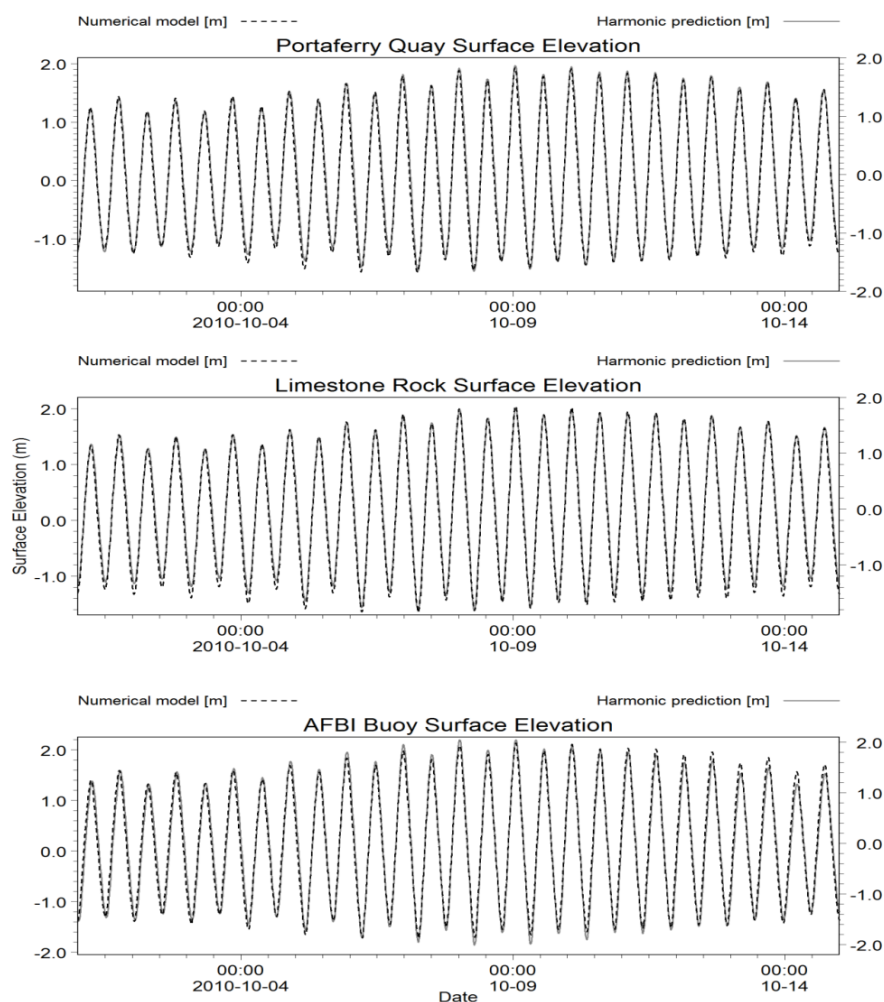 Numerical model [m] Harmonic prediction [m]
Portaferry Quay Surface Elevation
2.0 2.0
1.0 1.0
0.0 0.0
-1.0 -1.0
-2.0
00:00 00:00 00:00
2010-10-04 10-09 10-14
Numerical model [m] Harmonic prediction [m]
Limestone Rock Surface Elevation
Surface Elevation (m)
2.0 2.0
1.0 1.0
0.0 0.0
-1.0 -1.0
00:00 00:00 00:00
2010-10-04 10-09 10-14
Numerical model [m] Harmonic prediction [m]
AFBI Buoy Surface Elevation
2.0 2.0
1.0 1.0
0.0 0.0
-1.0 -1.0
-2.0 -2.0
00:00 00:00 00:00
2010-10-04 10-09 10-14
Date